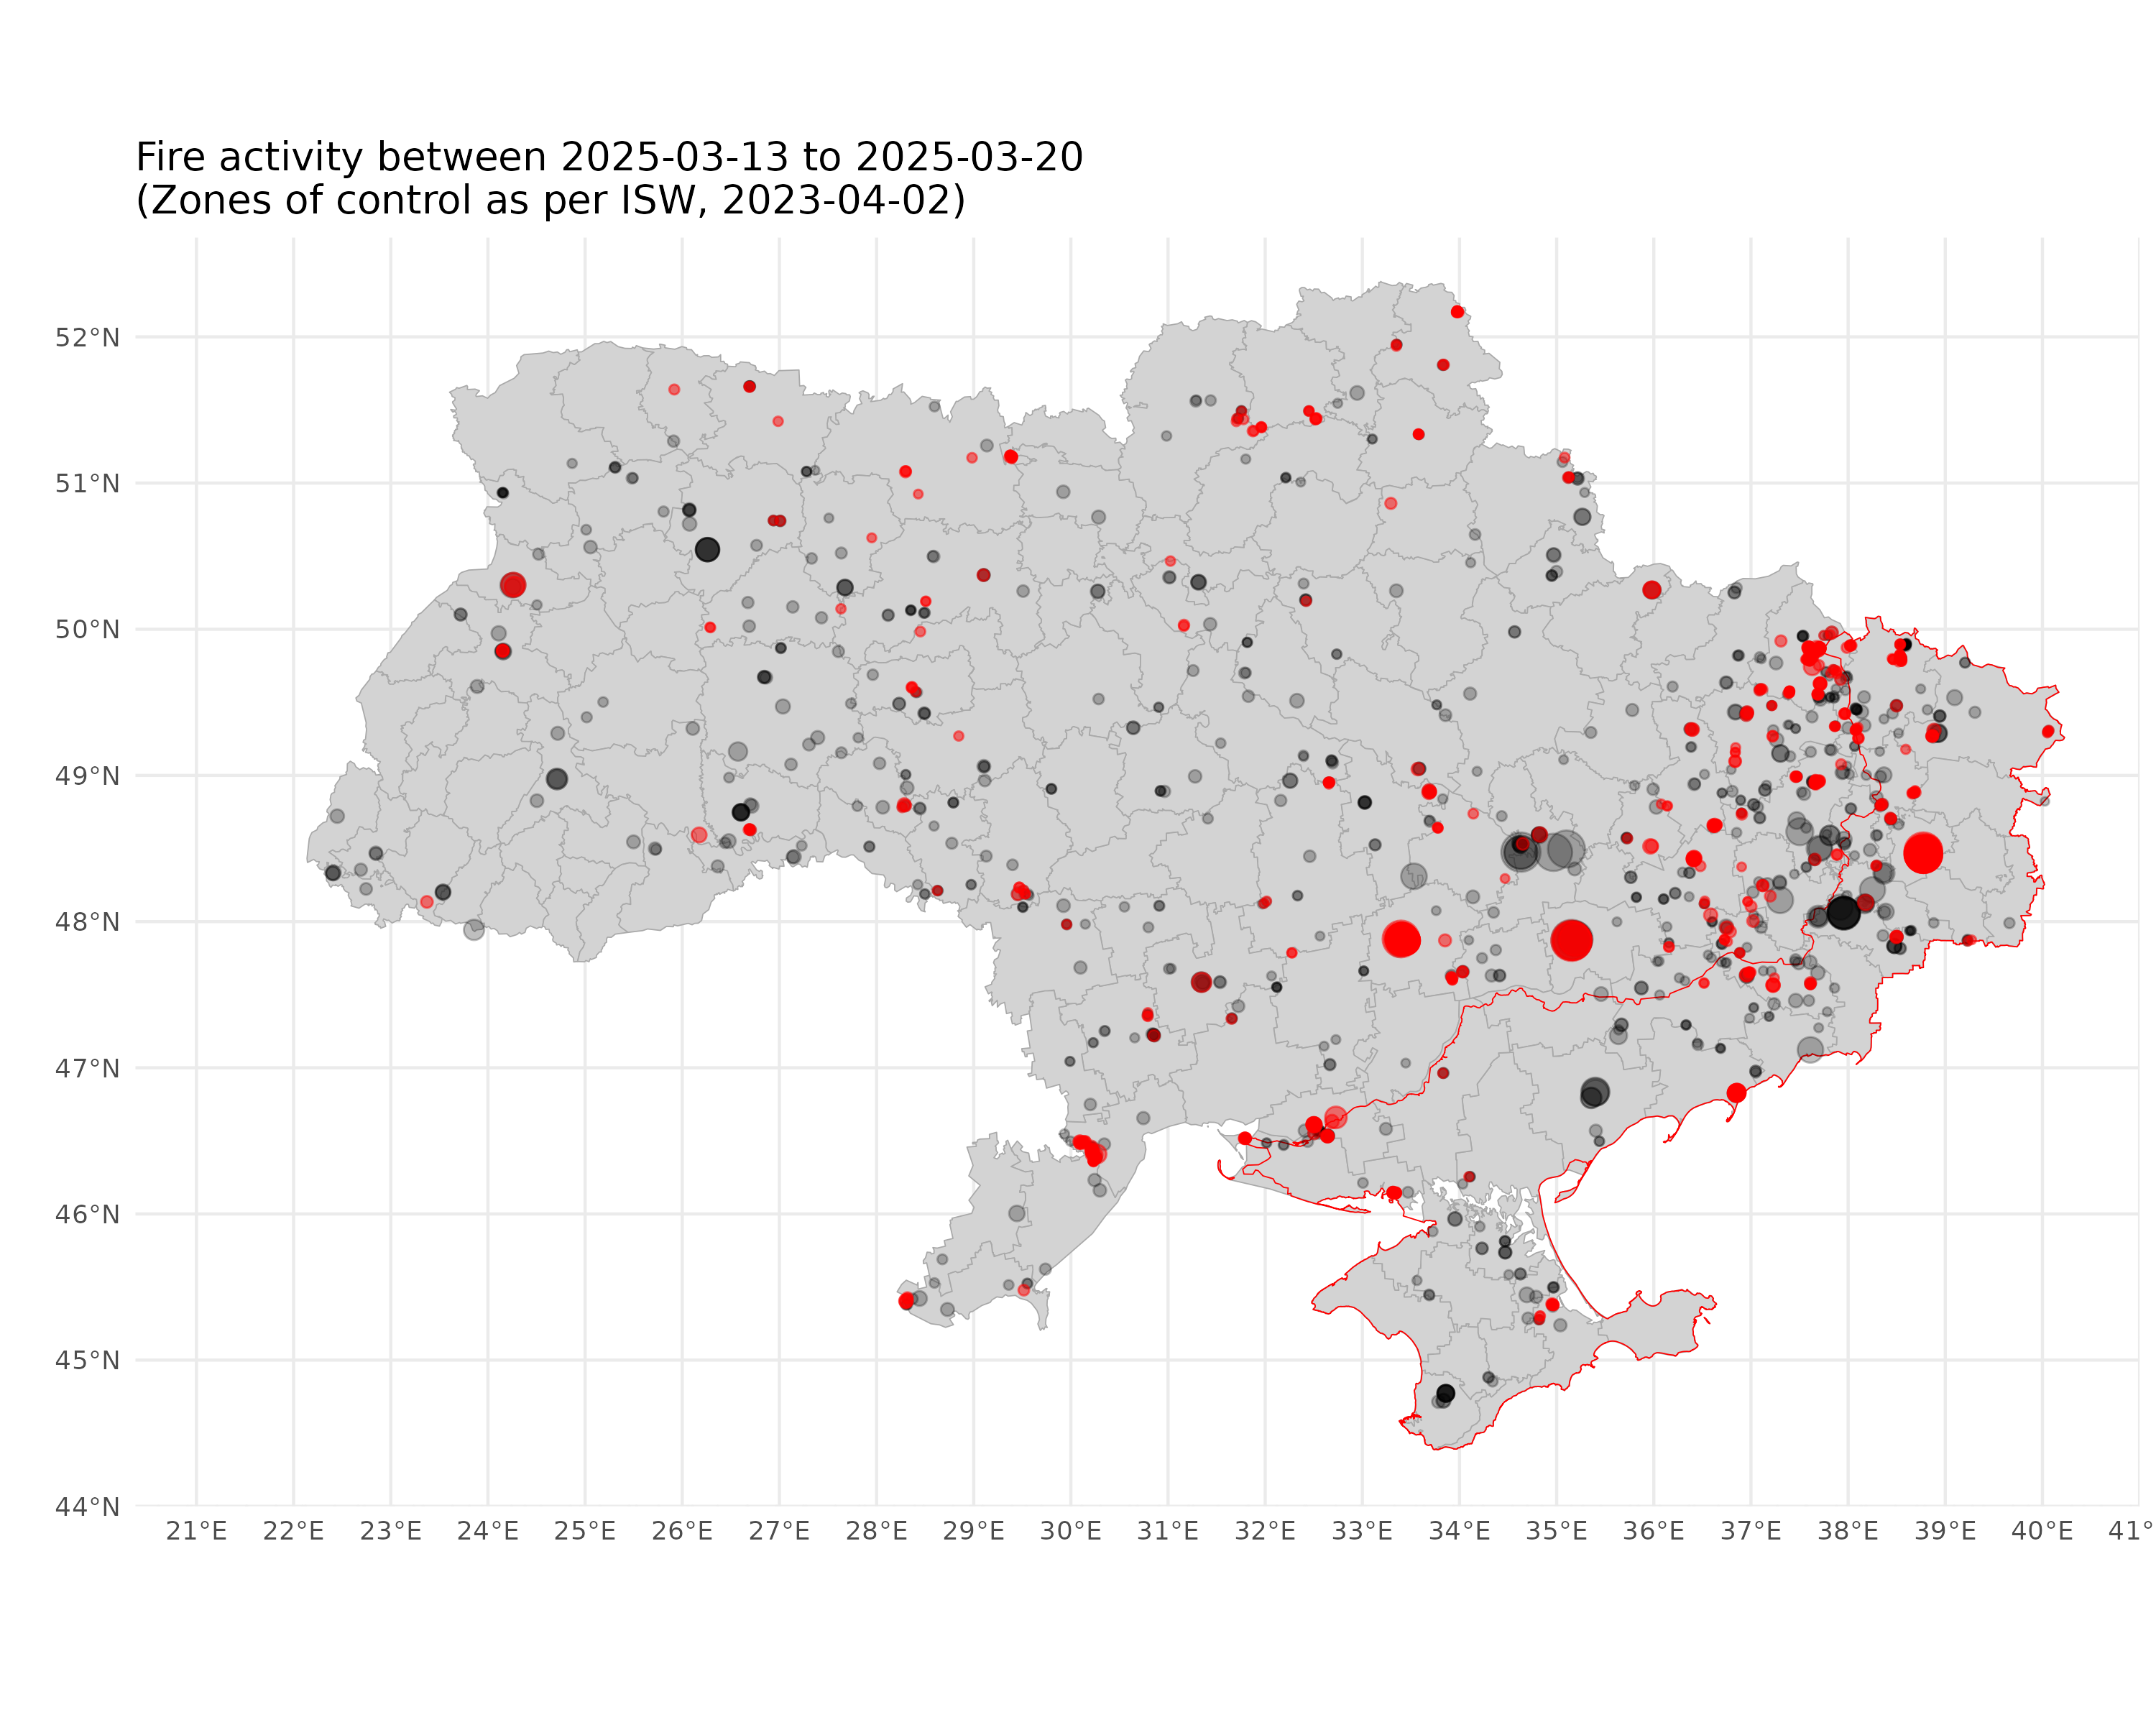 Fire activity between 2025-03-13 to 2025-03-20
(Zones of control as per ISW, 2023-04-02)
52°N
51°N
50°N
49°N
48°N
47°N
46°N
45°N
44°N
21°E 22°E 23°E 24°E 25°E 26°E 27°E 28°E 29°E 30°E 31°E 32°E 33°E 34°E 35°E 36°E 37°E 38°E 39°E 40°E 41°